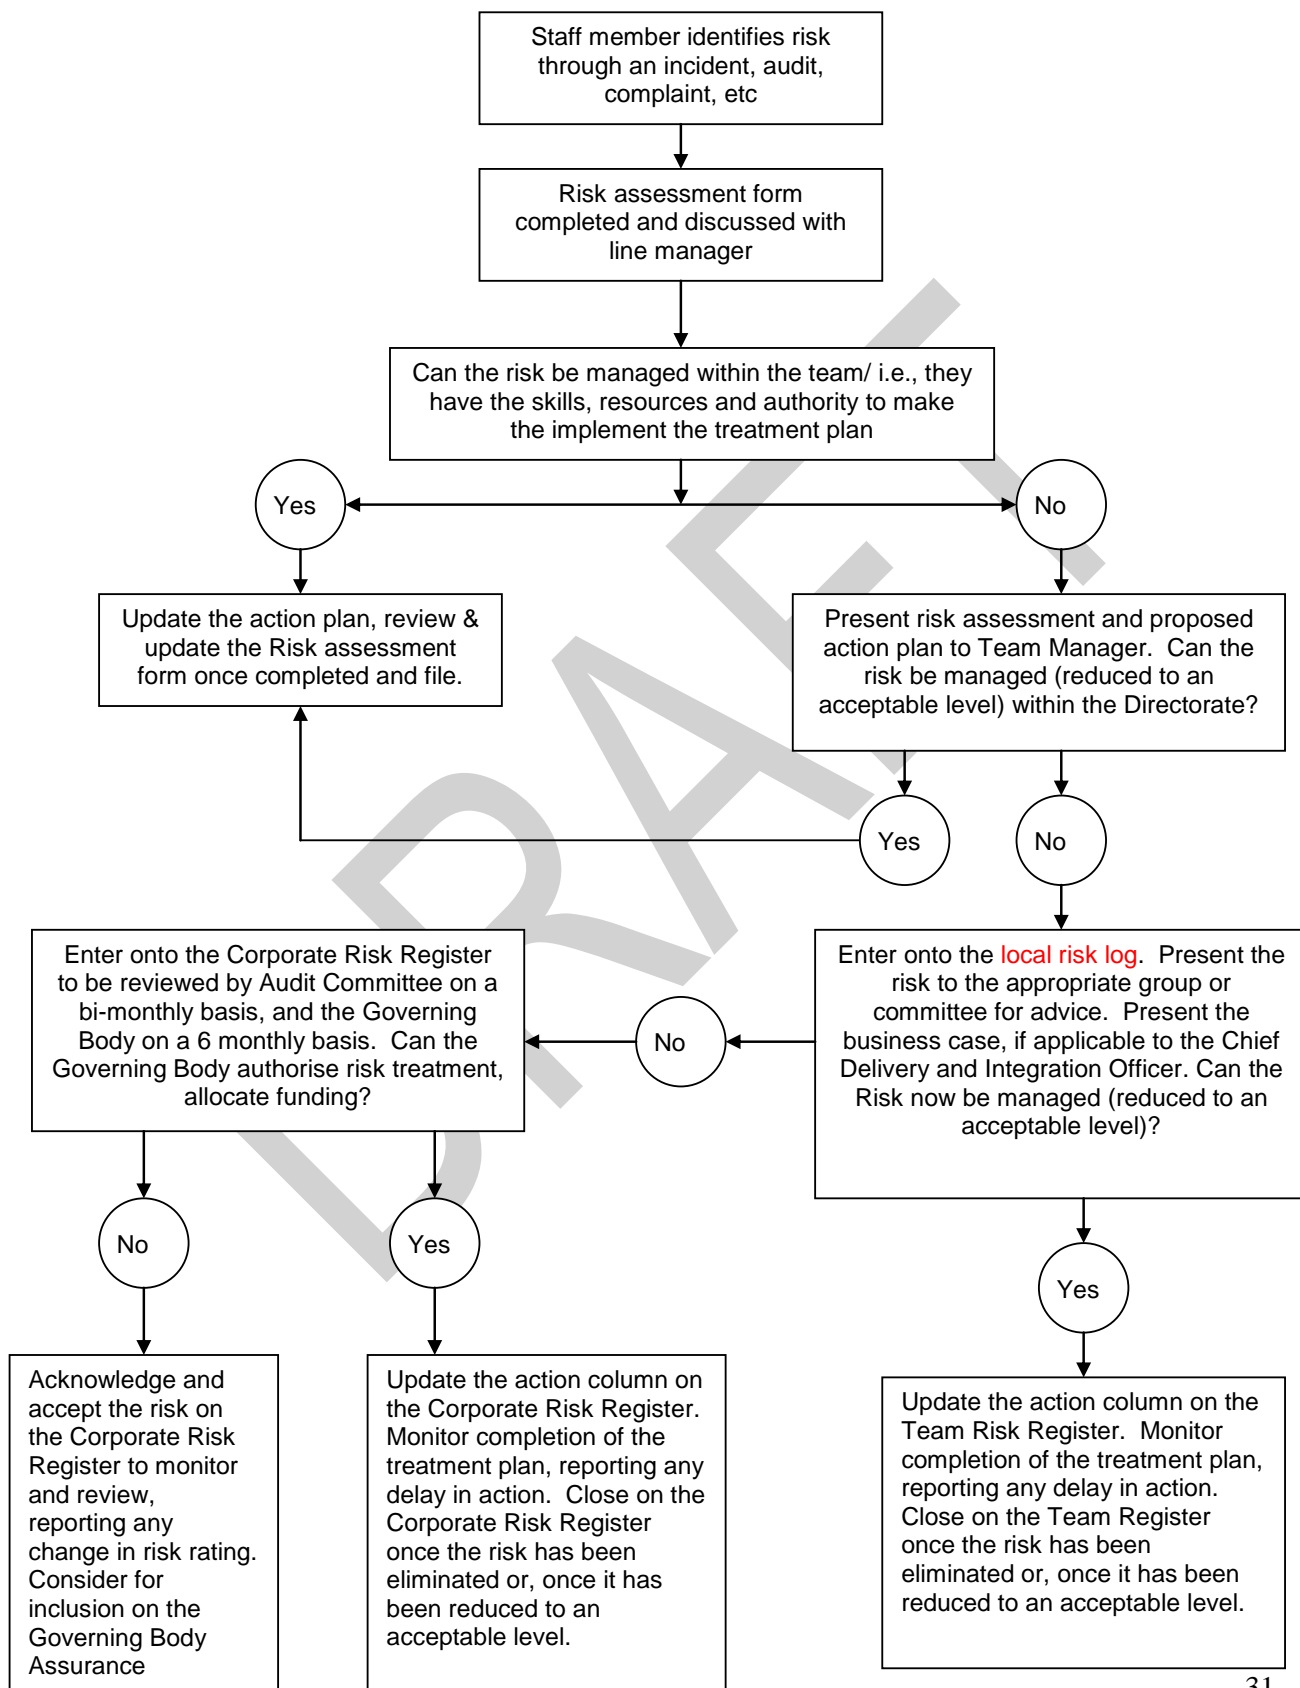 Staff member identifies risk
through an incident, audit,
complaint, etc
Risk assessment form
completed and discussed with
line manager
Can the risk be managed within the team/ i.e., they
have the skills, resources and authority to make
the implement the treatment plan
Yes
No
Update the action plan, review &
update the Risk assessment
form once completed and file.
Present risk assessment and proposed
action plan to Team Manager.  Can the
risk be managed (reduced to an
acceptable level) within the Directorate?
Yes
No
Enter onto the Corporate Risk Register
to be reviewed by Audit Committee on a
bi-monthly basis, and the Governing
Body on a 6 monthly basis.  Can the
Governing Body authorise risk treatment,
allocate funding?
No
Enter onto the local risk log.  Present the
risk to the appropriate group or
committee for advice.  Present the
business case, if applicable to the Chief
Delivery and Integration Officer. Can the
Risk now be managed (reduced to an
acceptable level)?
No
Yes
Yes
Acknowledge and
accept the risk on
the Corporate Risk
Register to monitor
and review,
reporting any
change in risk rating.
Consider for
inclusion on the
Governing Body
Assurance
Update the action column on
the Corporate Risk Register.
Monitor completion of the
treatment plan, reporting any
delay in action.  Close on the
Corporate Risk Register
once the risk has been
eliminated or, once it has
been reduced to an
acceptable level.
Update the action column on the
Team Risk Register.  Monitor
completion of the treatment plan,
reporting any delay in action.
Close on the Team Register
once the risk has been
eliminated or, once it has been
reduced to an acceptable level.
31
DRAFT